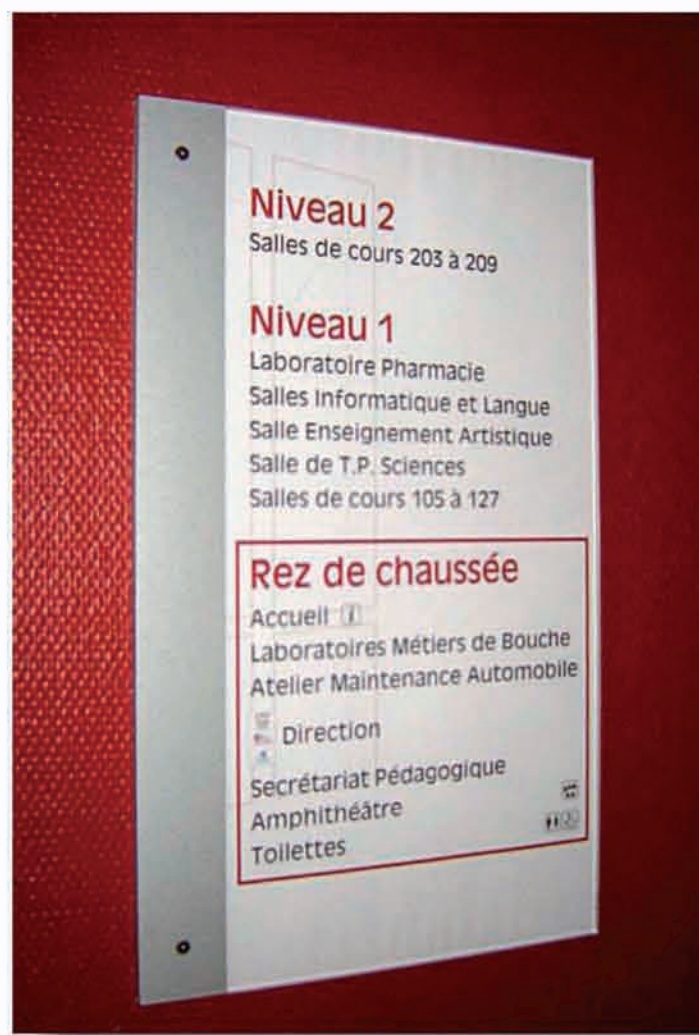 Niveau 2
Salles de cours 203 à 209
Niveau 1
Laboratoire Pharmacie
Salles Informatique et Langue
Salle Enseignement Artistique
Salle de T.P. Sciences
Salles de cours 105 à 127
Rez de chaussée
Accueil i
Laboratoires Métiers de Bouche
Atelier Maintenance Automobile
Direction
Secrétariat Pédagogique
Amphithéâtre
Toilettes